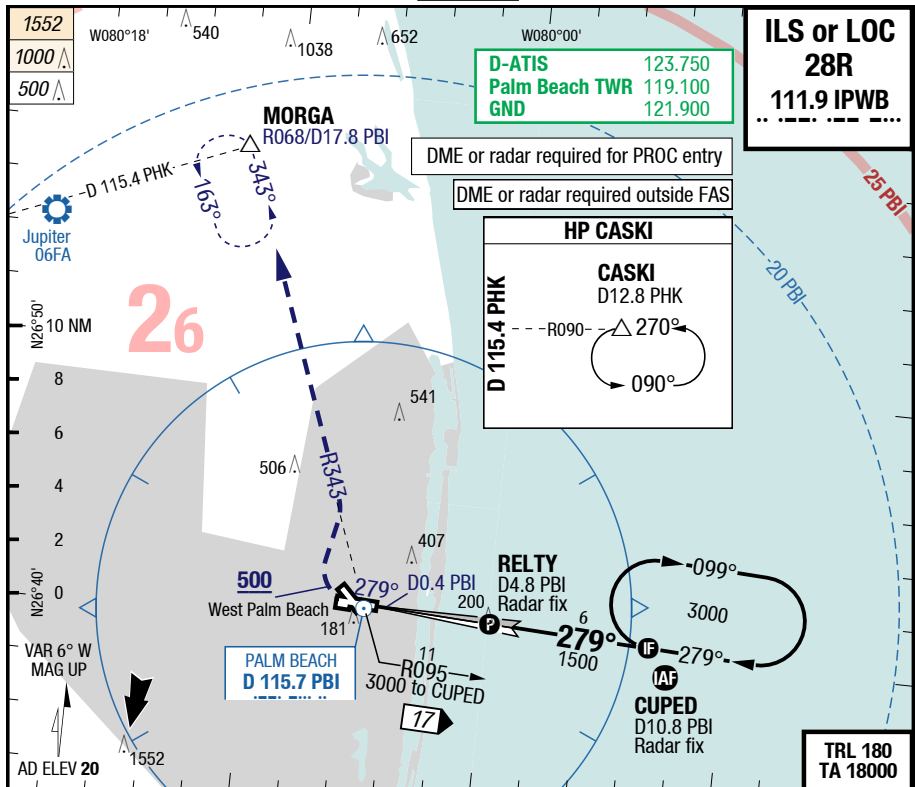 1552
1000
500
W080°18'
540
1038
652
W080°00'
ILS or LOC
28R
111.9 IPWB
D-ATIS 123.750
Palm Beach TWR 119.100
GND 121.900
MORGA
R068/D17.8 PBI
DME or radar required for PROC entry
DME or radar required outside FAS
D 115.4 PHK
163°
343°
Jupiter
06FA
25 PBI
20 PBI
HP CASKI
CASKI
D12.8 PHK
D 115.4 PHK
R090
270°
090°
26
N26°50'
10 NM
8
6
4
2
0
N26°40'
541
506
R343
407
500
279°
D0.4 PBI
West Palm Beach
181
200
RELTY
D4.8 PBI
Radar fix
6
279°
1500
P
099°
3000
279°
IF
IAF
CUPED
D10.8 PBI
Radar fix
PALM BEACH
D 115.7 PBI
11
R095
3000 to CUPED
17
VAR 6° W
MAG UP
1552
AD ELEV 20
TRL 180
TA 18000